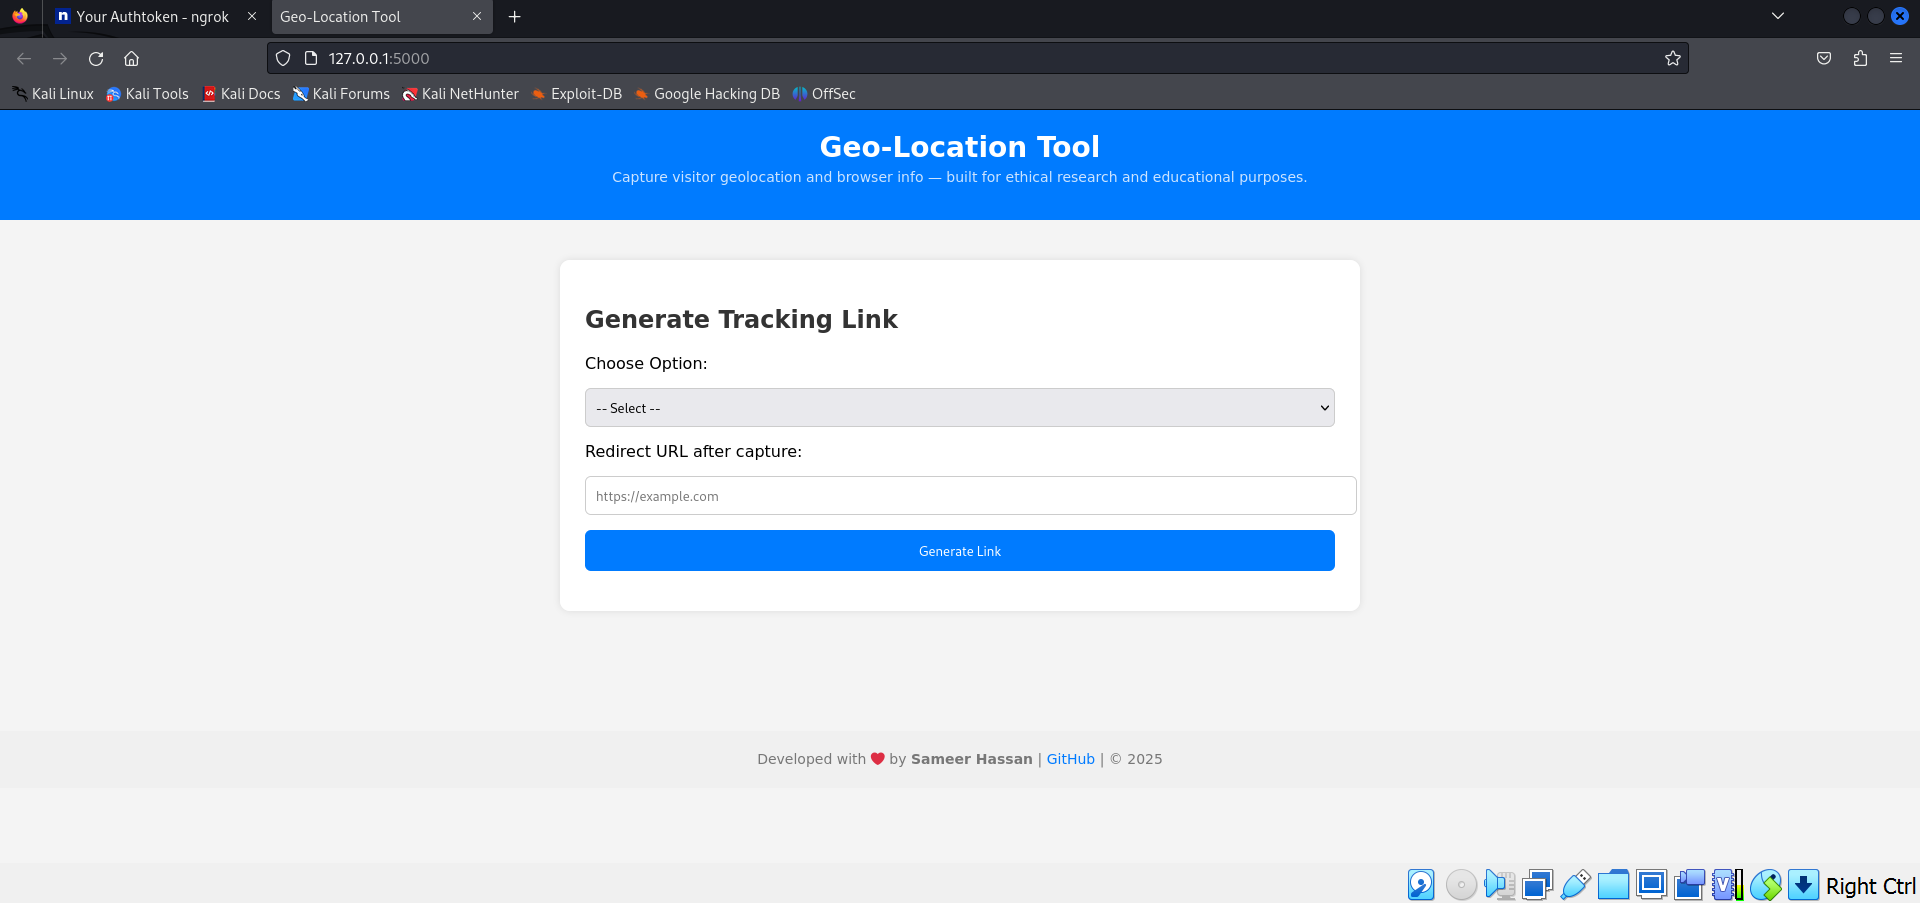 Your Authtoken - ngrok
Geo-Location Tool
127.0.0.1:5000
Kali Linux Kali Tools Kali Docs Kali Forums Kali NetHunter Exploit-DB Google Hacking DB OffSec
Geo-Location Tool
Capture visitor geolocation and browser info — built for ethical research and educational purposes.
Generate Tracking Link
Choose Option:
-- Select --
Redirect URL after capture:
https://example.com
Generate Link
Developed with ❤️ by Sameer Hassan | GitHub | © 2025
Right Ctrl